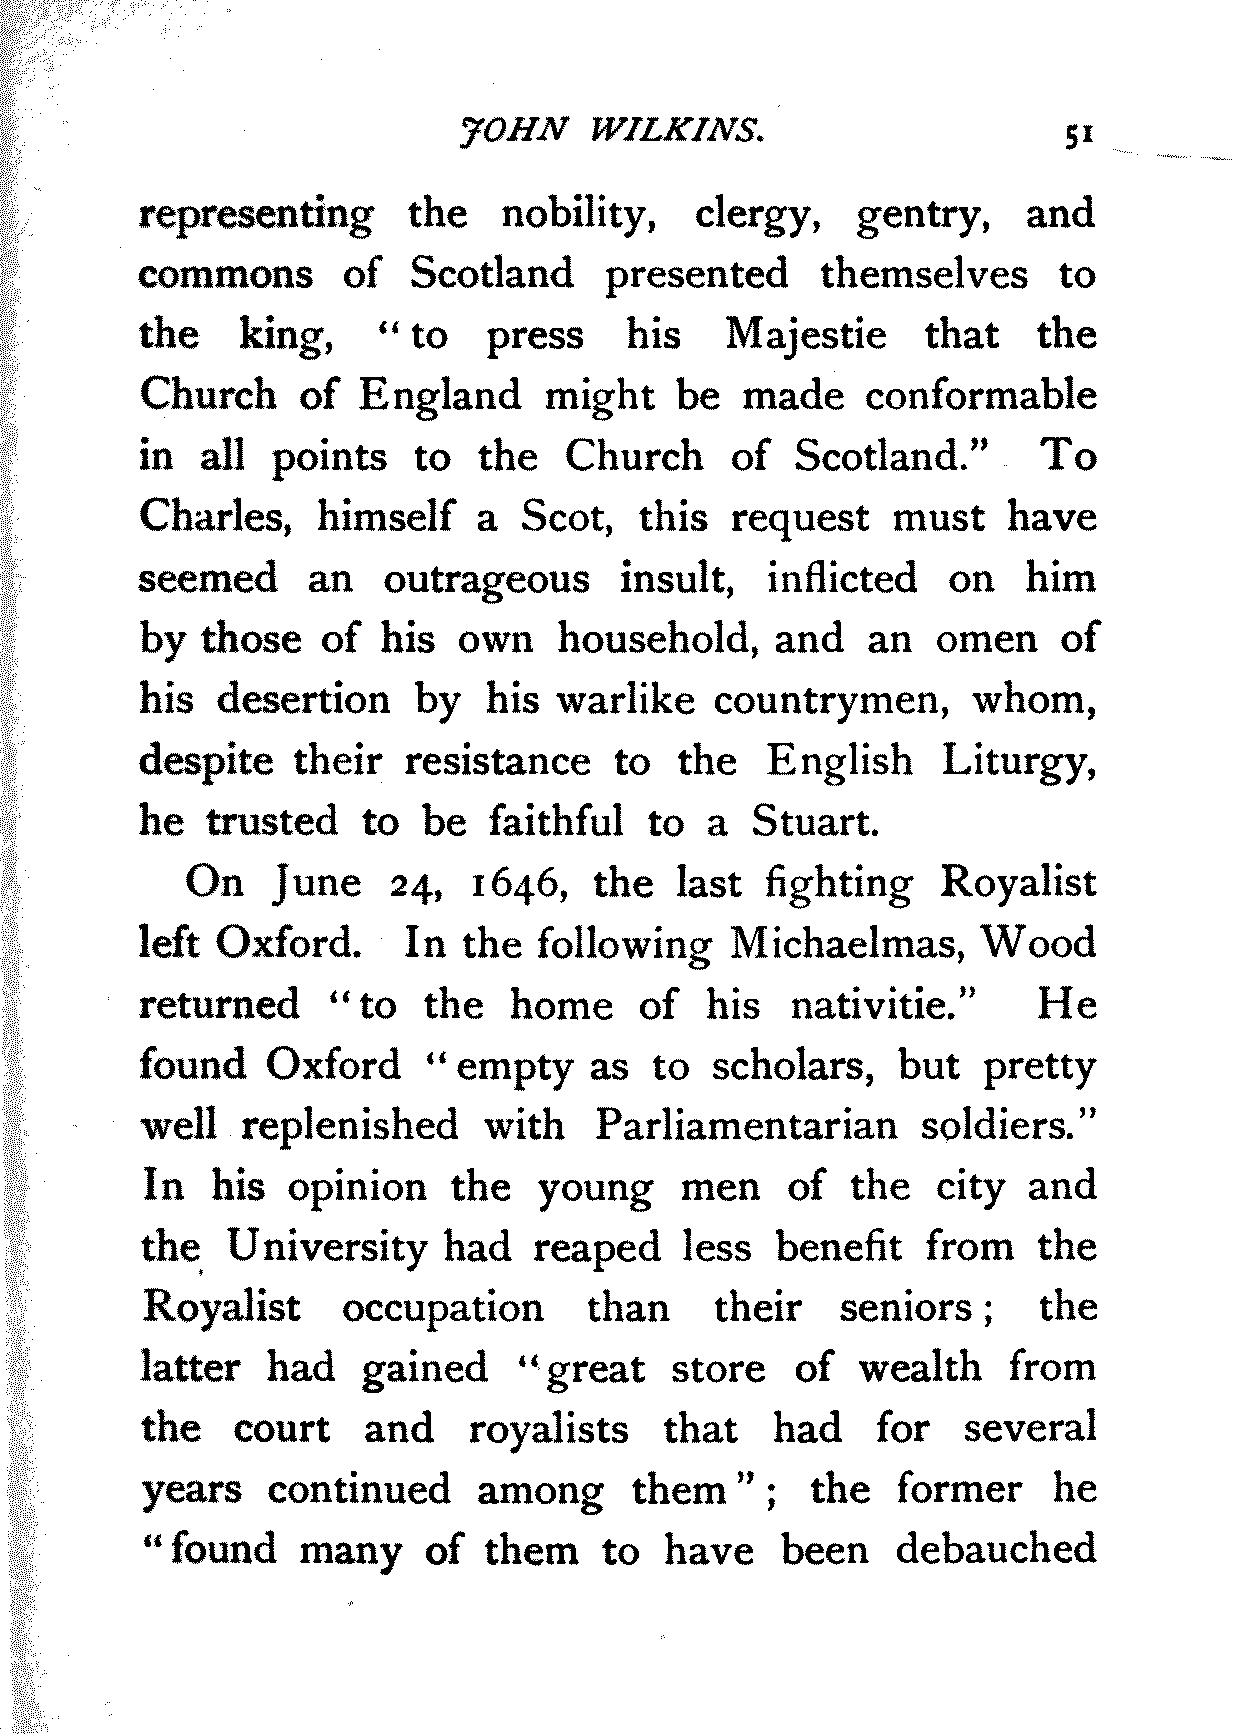 JOHN WILKINS. 51
representing the nobility, clergy, gentry, and
commons of Scotland presented themselves to
the king, “to press his Majestie that the
Church of England might be made conformable
in all points to the Church of Scotland.” To
Charles, himself a Scot, this request must have
seemed an outrageous insult, inflicted on him
by those of his own household, and an omen of
his desertion by his warlike countrymen, whom,
despite their resistance to the English Liturgy,
he trusted to be faithful to a Stuart.
On June 24, 1646, the last fighting Royalist
left Oxford. In the following Michaelmas, Wood
returned “to the home of his nativitie.” He
found Oxford “empty as to scholars, but pretty
well replenished with Parliamentarian soldiers.”
In his opinion the young men of the city and
the University had reaped less benefit from the
Royalist occupation than their seniors; the
latter had gained “great store of wealth from
the court and royalists that had for several
years continued among them”; the former he
“found many of them to have been debauched